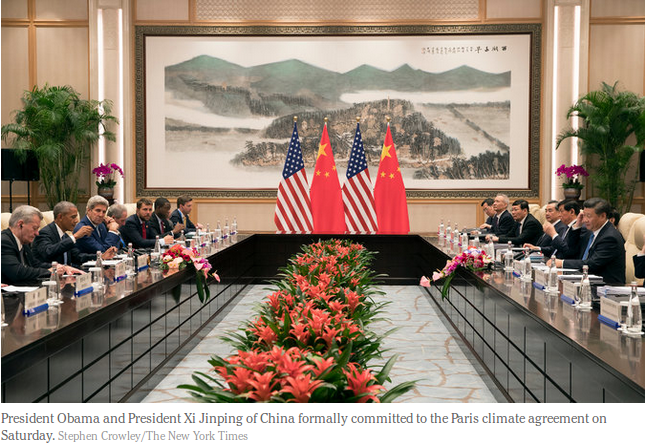 President Obama and President Xi Jinping of China formally committed to the Paris climate agreement on
Saturday. Stephen Crowley/The New York Times